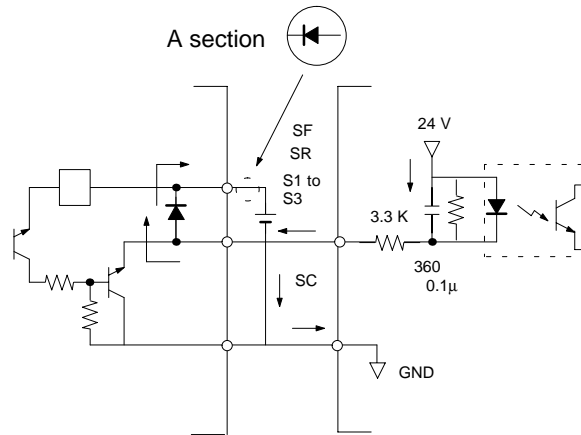 A section
SF
SR
S1 to
S3
24 V
3.3 K
360
0.1μ
SC
GND